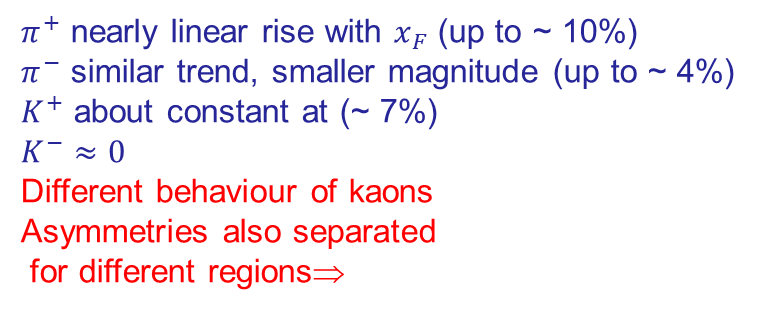 π⁺ nearly linear rise with x_F (up to ~ 10%)
π⁻ similar trend, smaller magnitude (up to ~ 4%)
K⁺ about constant at (~ 7%)
K⁻ ≈ 0
Different behaviour of kaons
Asymmetries also separated
for different regions⇒